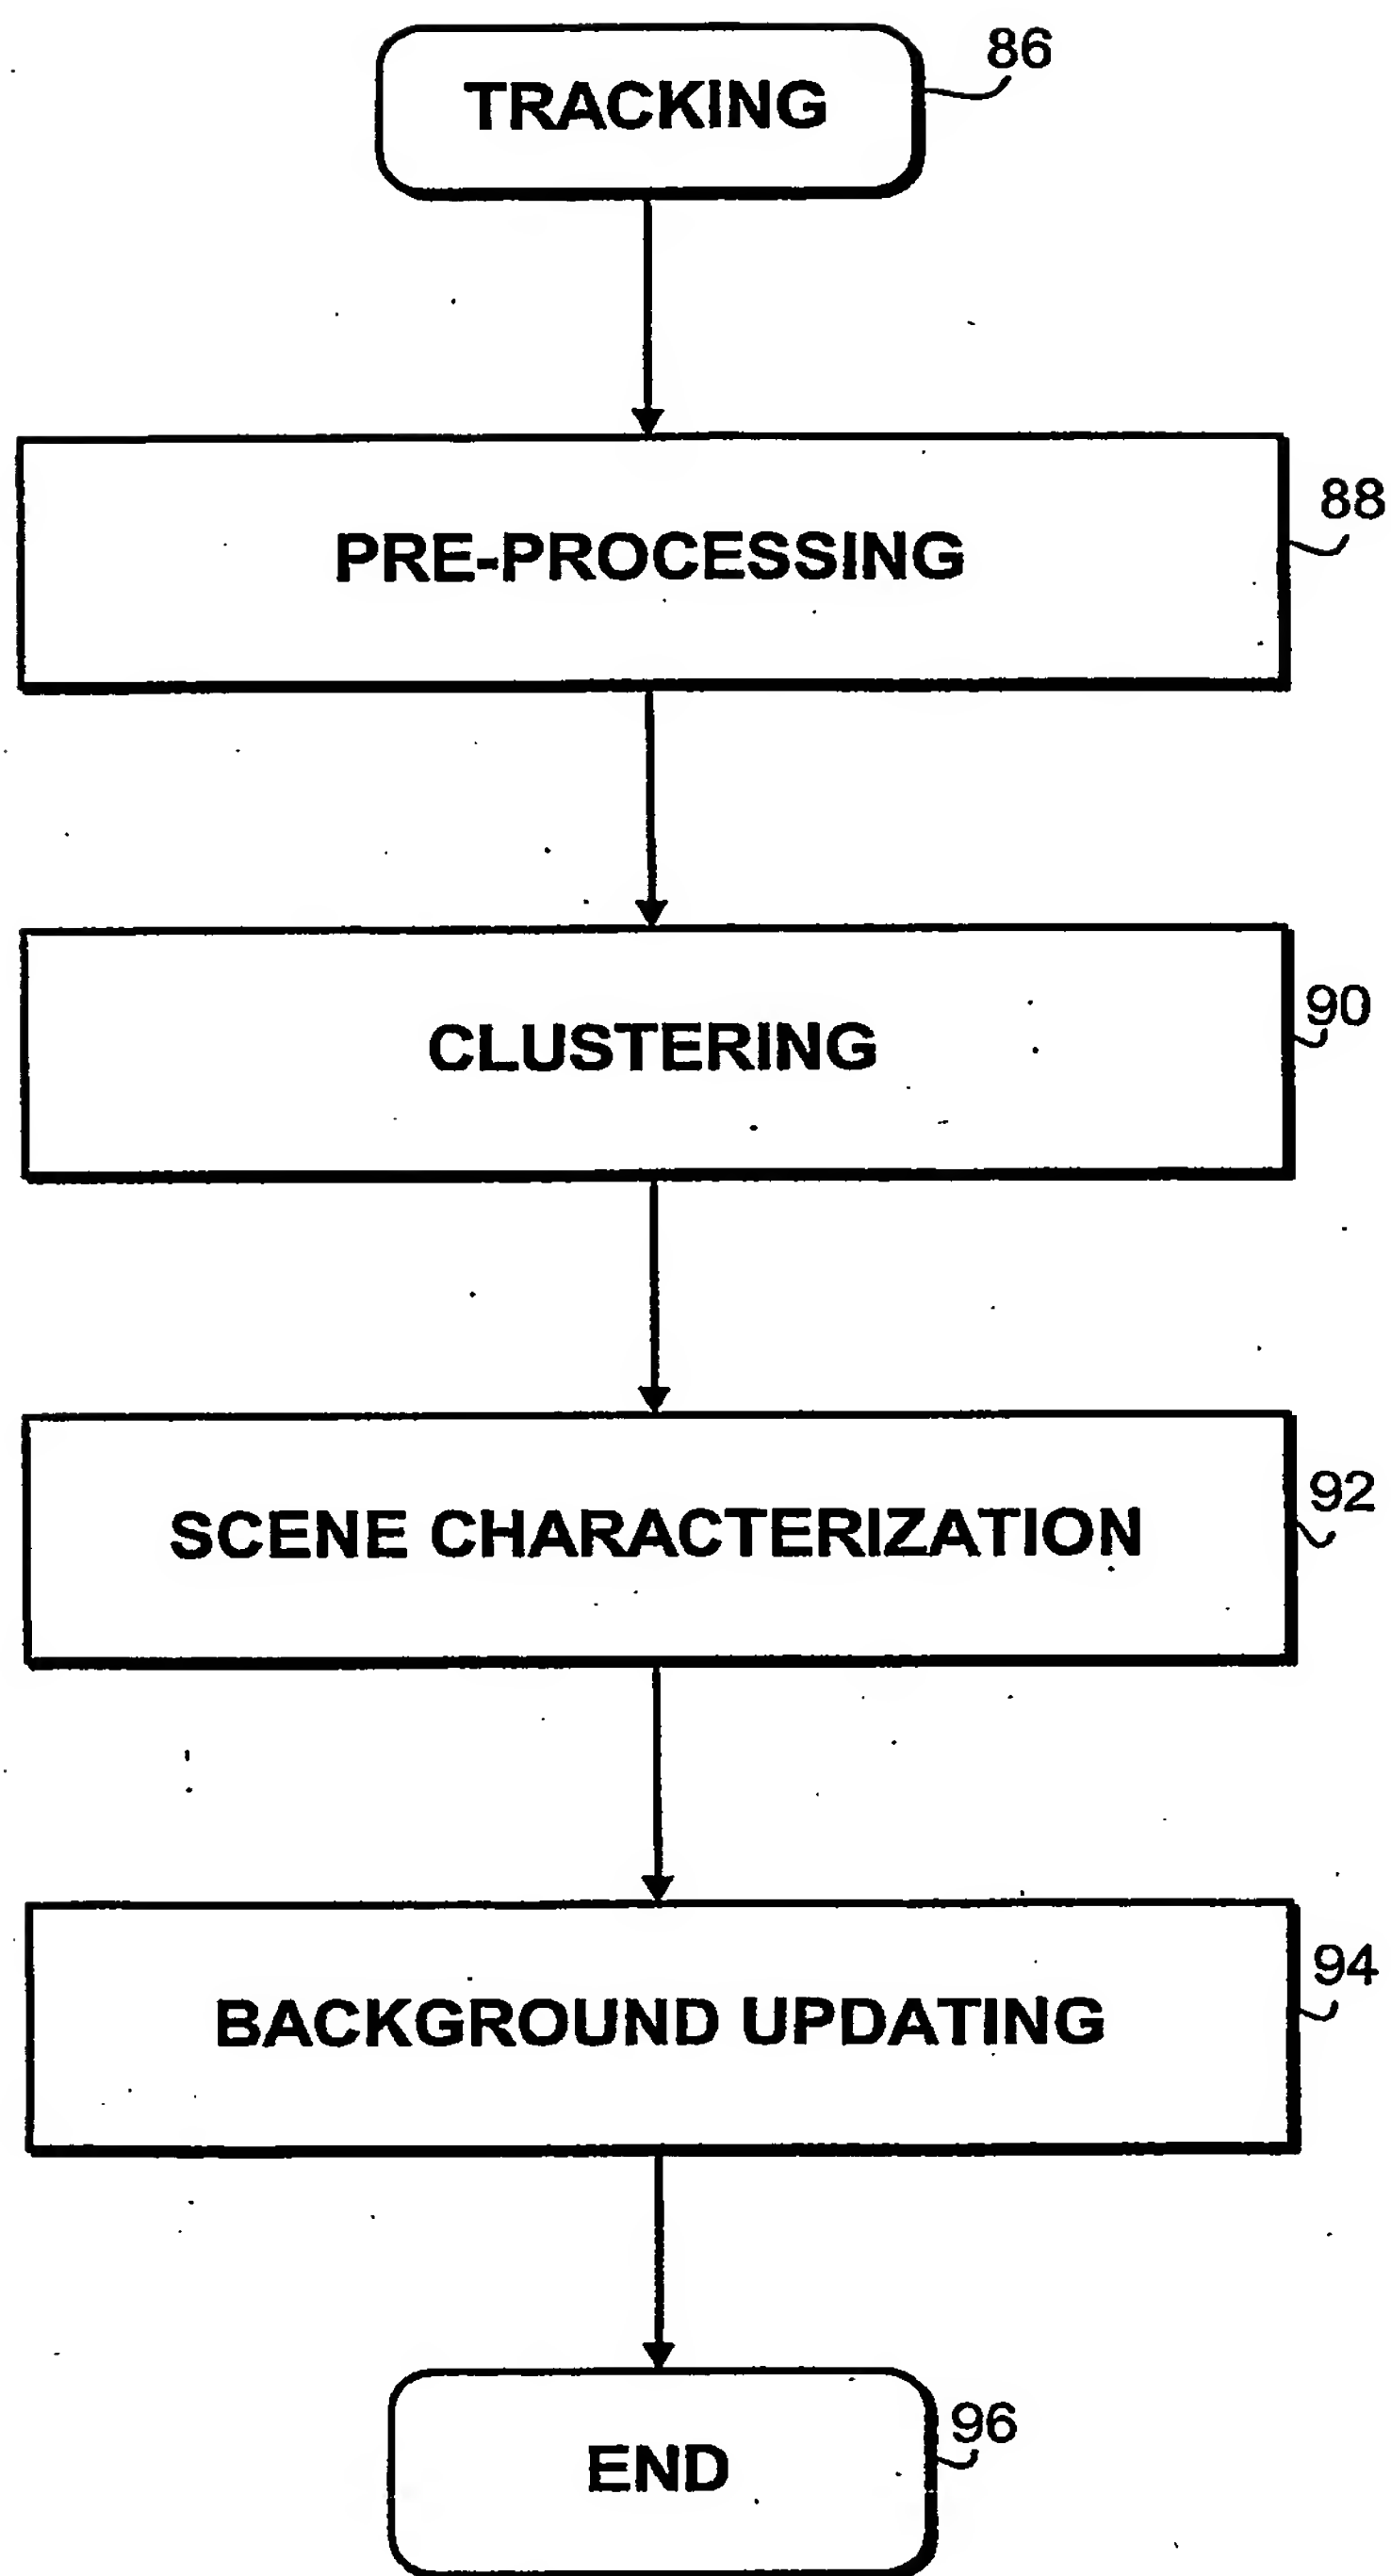 TRACKING
86
PRE-PROCESSING
88
CLUSTERING
90
SCENE CHARACTERIZATION
92
BACKGROUND UPDATING
94
END
96